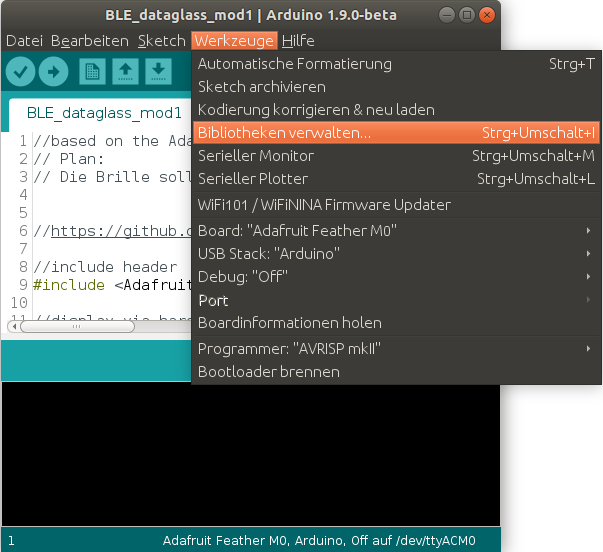 BLE_dataglass_mod1 | Arduino 1.9.0-beta
Datei Bearbeiten Sketch Werkzeuge Hilfe
Automatische Formatierung Strg+T
Sketch archivieren
Kodierung korrigieren & neu laden
Bibliotheken verwalten... Strg+Umschalt+I
Serieller Monitor Strg+Umschalt+M
Serieller Plotter Strg+Umschalt+L
WiFi101 / WiFiNINA Firmware Updater
Board: "Adafruit Feather M0"
USB Stack: "Arduino"
Debug: "Off"
Port
Boardinformationen holen
Programmer: "AVRISP mkII"
Bootloader brennen
BLE_dataglass_mod1
1 //based on the Ada
2 // Plan:
3 // Die Brille soll
4
5
6 //https://github.c
7
8 //include header
9 #include <Adafruit
10
11 //display via hard
1 Adafruit Feather M0, Arduino, Off auf /dev/ttyACM0